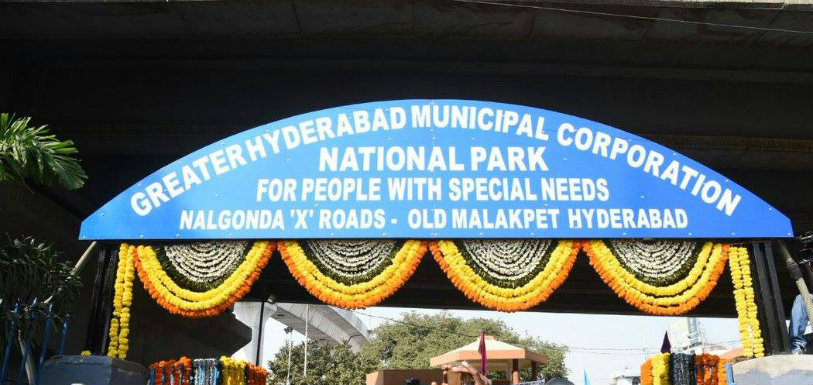 GREATER HYDERABAD MUNICIPAL CORPORATION
NATIONAL PARK
FOR PEOPLE WITH SPECIAL NEEDS
NALGONDA 'X' ROADS - OLD MALAKPET HYDERABAD